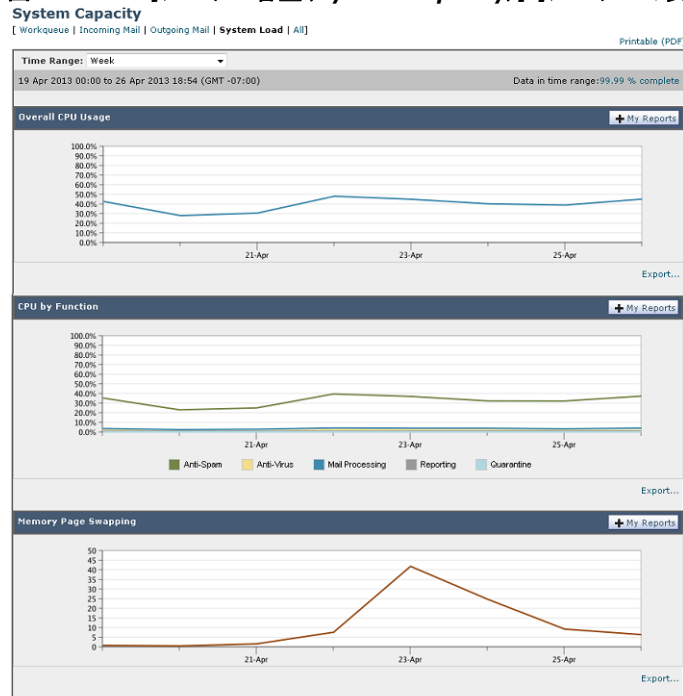 System Capacity
[ Workqueue | Incoming Mail | Outgoing Mail | System Load | All]
Printable (PDF
Time Range: Week
19 Apr 2013 00:00 to 26 Apr 2013 18:54 (GMT -07:00) Data in time range:99.99 % complete
Overall CPU Usage My Reports
100.0%
90.0%
80.0%
70.0%
60.0%
50.0%
40.0%
30.0%
20.0%
10.0%
0.0%
21-Apr 23-Apr 25-Apr
Export...
CPU by Function My Reports
100.0%
90.0%
80.0%
70.0%
60.0%
50.0%
40.0%
30.0%
20.0%
10.0%
0.0%
21-Apr 23-Apr 25-Apr
Anti-Spam Anti-Virus Mail Processing Reporting Quarantine
Export...
Memory Page Swapping My Reports
50
45
40
35
30
25
20
15
10
5
0
21-Apr 23-Apr 25-Apr
Export...